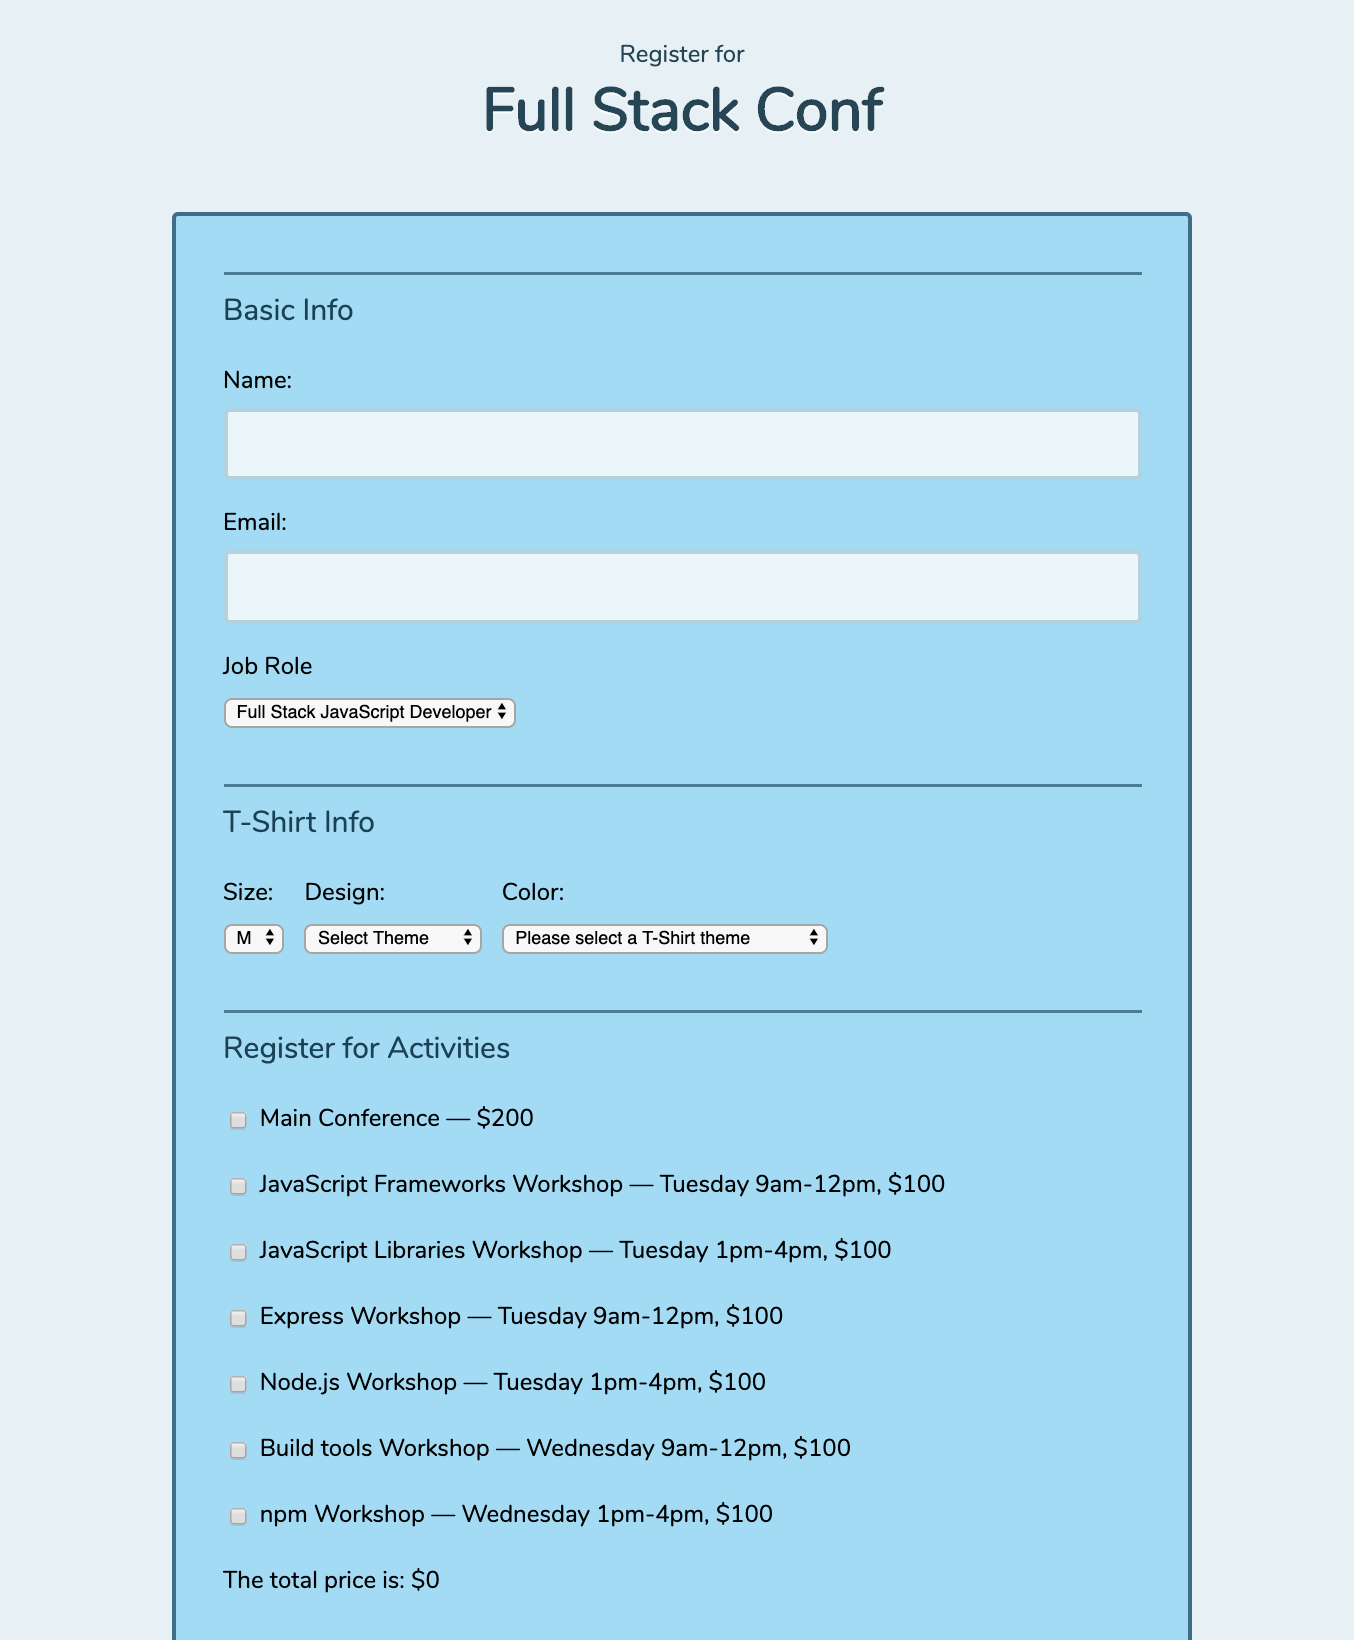 Register for
Full Stack Conf
Basic Info
Name:
Email:
Job Role
Full Stack JavaScript Developer
T-Shirt Info
Size: Design: Color:
M Select Theme Please select a T-Shirt theme
Register for Activities
Main Conference — $200
JavaScript Frameworks Workshop — Tuesday 9am-12pm, $100
JavaScript Libraries Workshop — Tuesday 1pm-4pm, $100
Express Workshop — Tuesday 9am-12pm, $100
Node.js Workshop — Tuesday 1pm-4pm, $100
Build tools Workshop — Wednesday 9am-12pm, $100
npm Workshop — Wednesday 1pm-4pm, $100
The total price is: $0